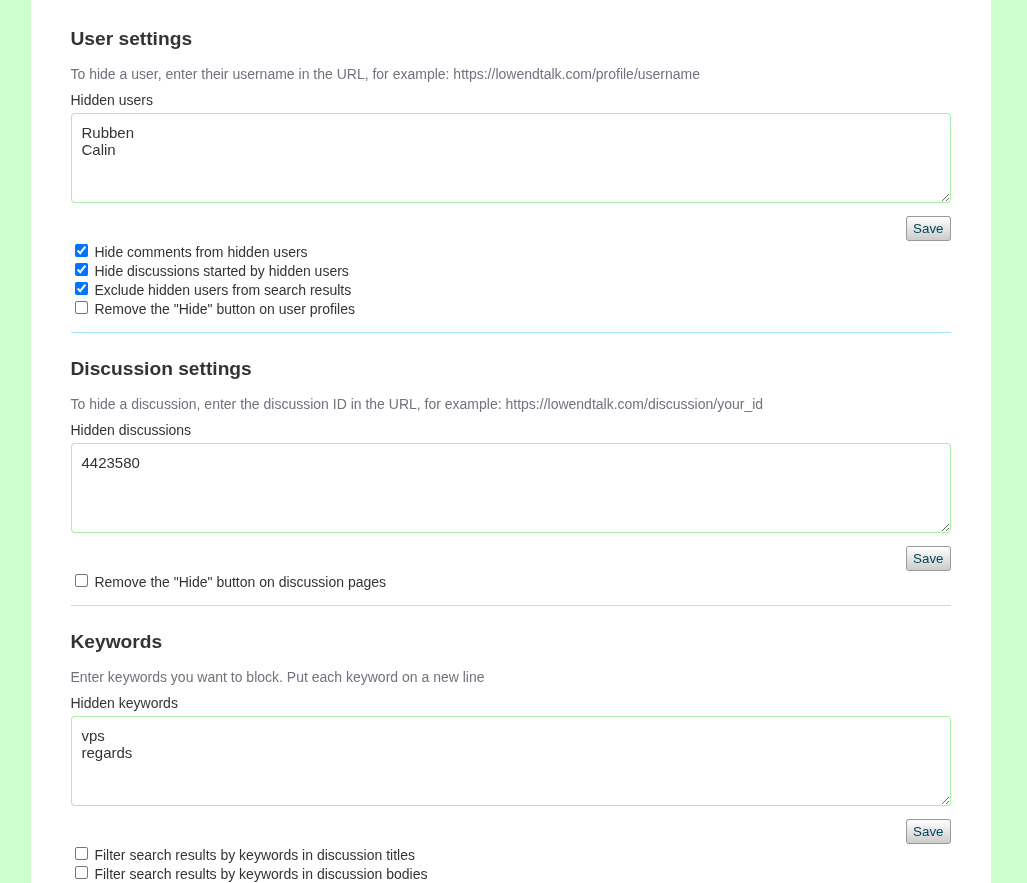 User settings
To hide a user, enter their username in the URL, for example: https://lowendtalk.com/profile/username
Hidden users
Rubben
Calin
Save
Hide comments from hidden users
Hide discussions started by hidden users
Exclude hidden users from search results
Remove the "Hide" button on user profiles
Discussion settings
To hide a discussion, enter the discussion ID in the URL, for example: https://lowendtalk.com/discussion/your_id
Hidden discussions
4423580
Save
Remove the "Hide" button on discussion pages
Keywords
Enter keywords you want to block. Put each keyword on a new line
Hidden keywords
vps
regards
Save
Filter search results by keywords in discussion titles
Filter search results by keywords in discussion bodies